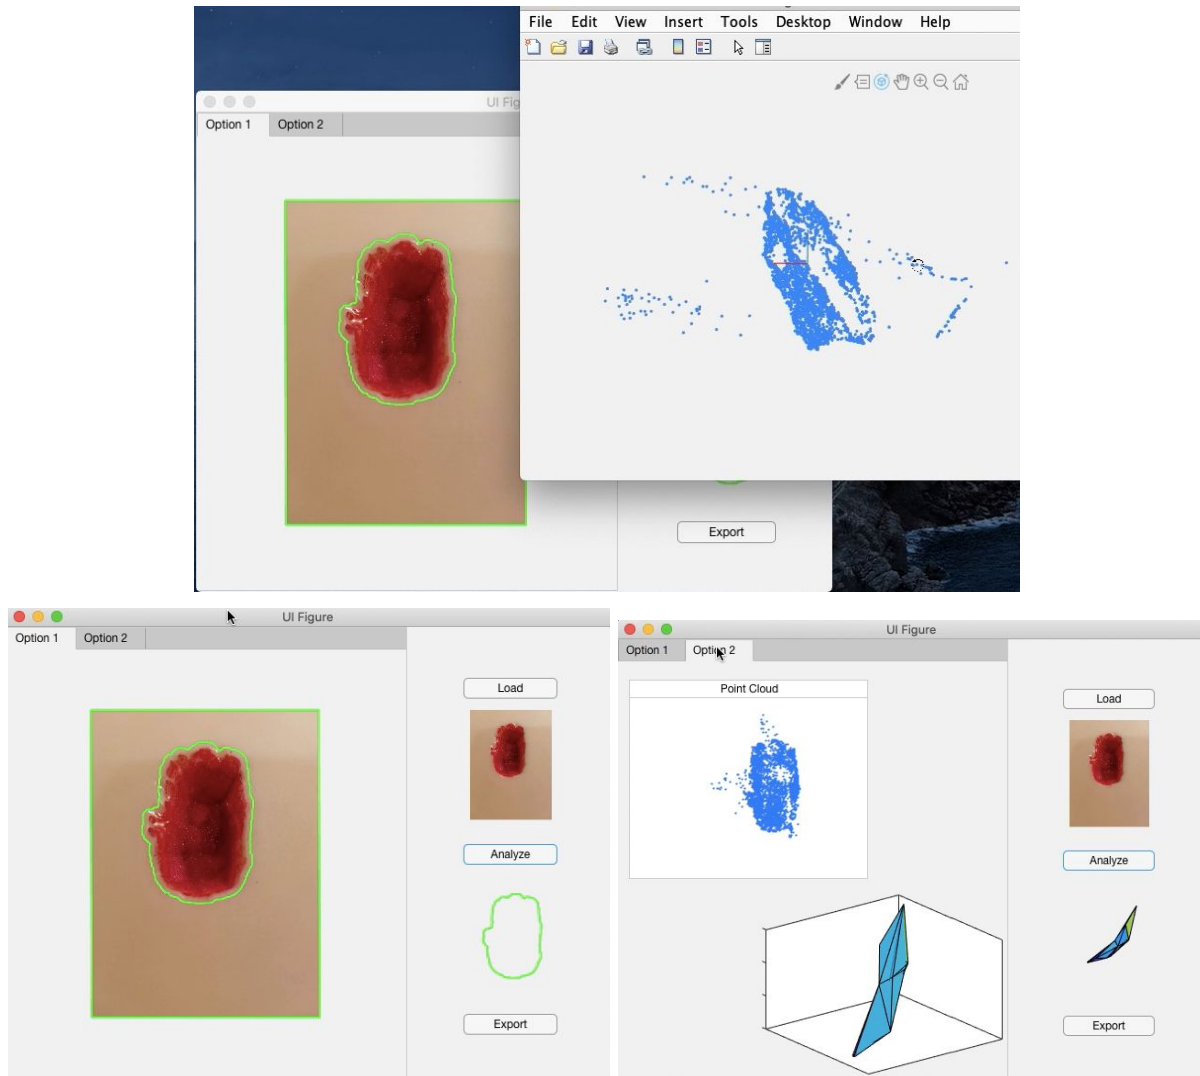 File Edit View Insert Tools Desktop Window Help
UI Fig
Option 1 Option 2
Export
UI Figure
Option 1 Option 2
Load
Analyze
Export
UI Figure
Option 1 Option 2
Point Cloud
Load
Analyze
Export